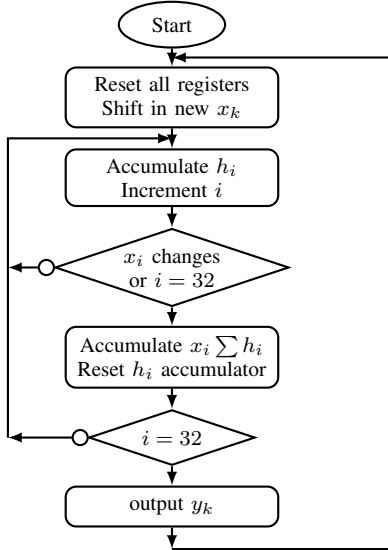 Start
Reset all registers
Shift in new $x_k$
Accumulate $h_i$
Increment $i$
$x_i$ changes
or $i = 32$
Accumulate $x_i \sum h_i$
Reset $h_i$ accumulator
$i = 32$
output $y_k$